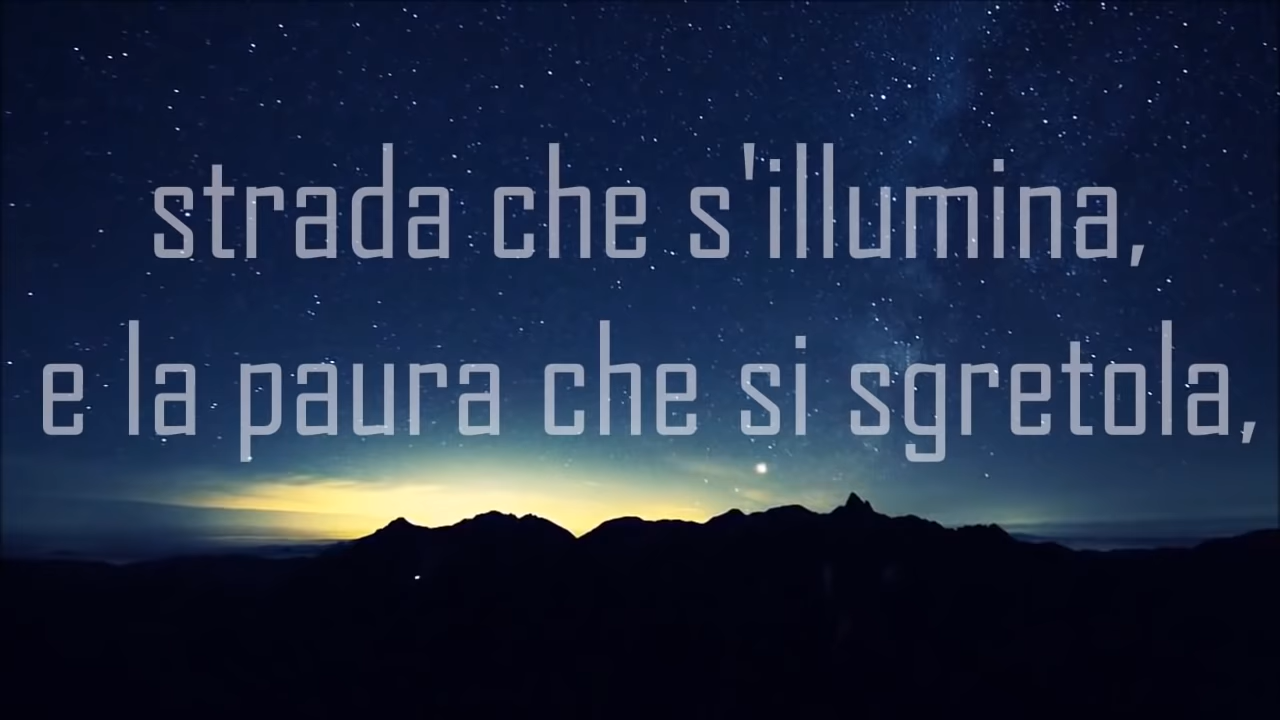 strada che s'illumina,
e la paura che si sgretola,